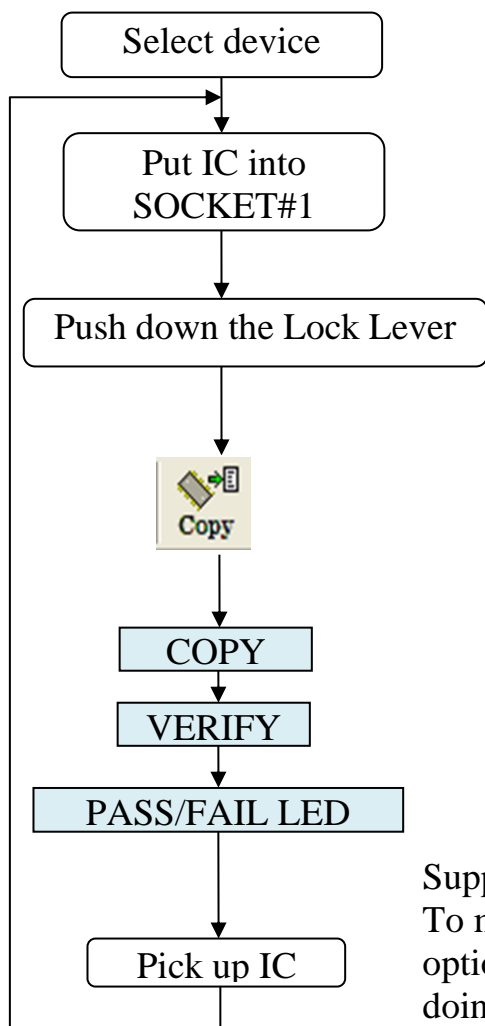 Select device
Put IC into
SOCKET#1
Push down the Lock Lever
Copy
COPY
VERIFY
PASS/FAIL LED
Pick up IC
To